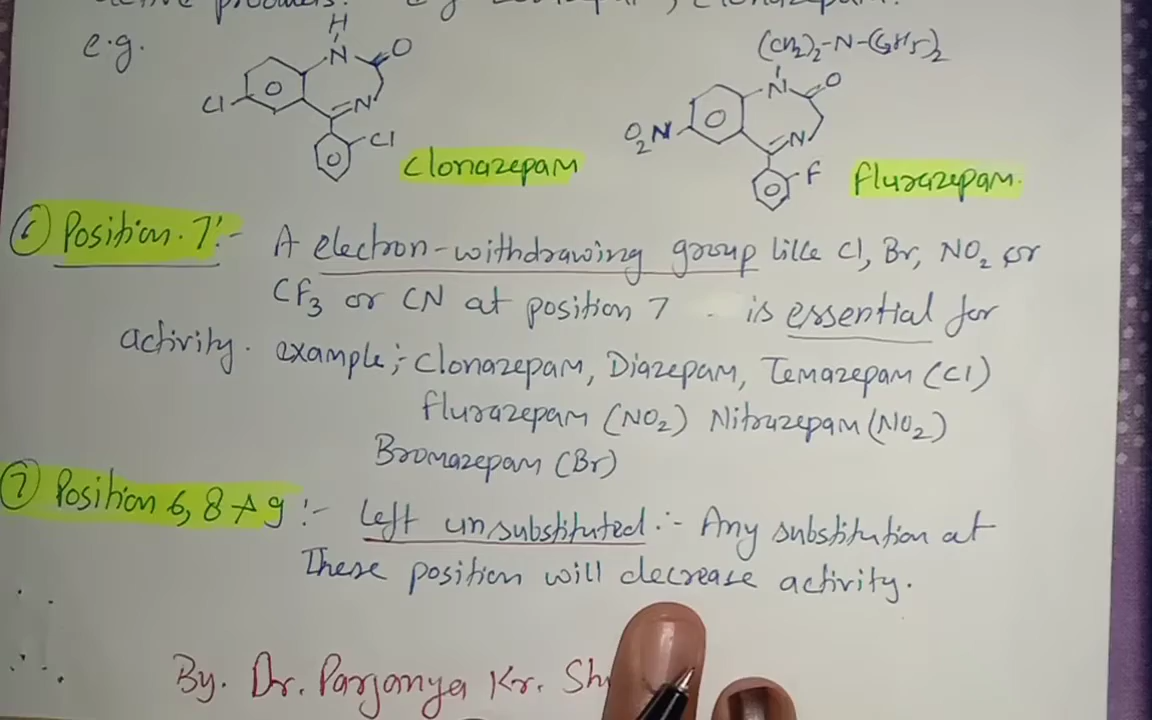 e.g.
H
N
O
Cl
N
Cl
Clonazepam
(CH2)2-N-(C2H5)2
N
O
O2N
N
F
Flurazepam.
6 Position. 7:- A electron-withdrawing group like Cl, Br, NO2 or
CF3 or CN at position 7 is essential for
activity. example; Clonazepam, Diazepam, Temazepam (Cl)
Flurazepam (NO2) Nitrazepam (NO2)
Bromazepam (Br)
7 Position 6, 8 & 9:- Left unsubstituted:- Any substitution at
These position will decrease activity.
By. Dr. Parjanya Kr.